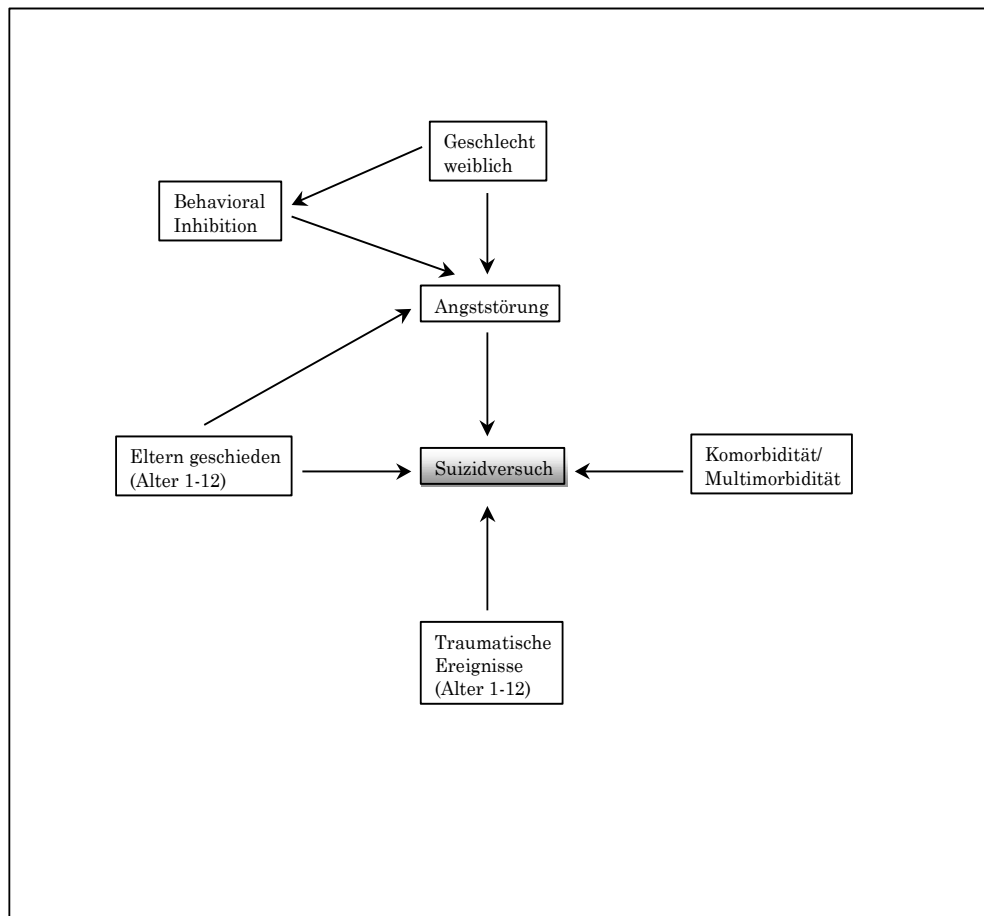 Geschlecht
weiblich
Behavioral
Inhibition
Angststörung
Eltern geschieden
(Alter 1-12)
Suizidversuch
Komorbidität/
Multimorbidität
Traumatische
Ereignisse
(Alter 1-12)